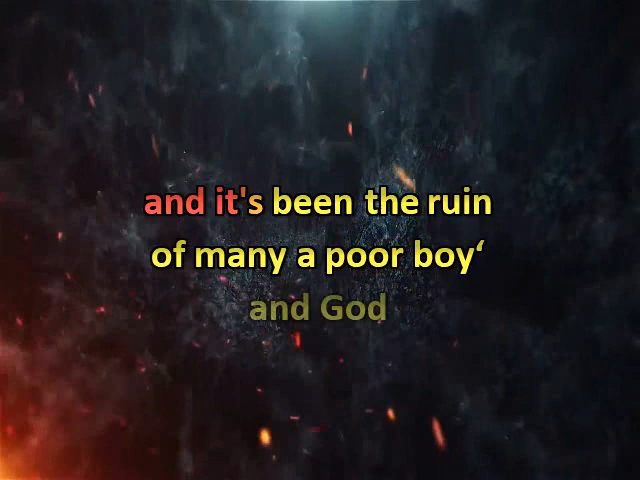 and it's been the ruin
of many a poor boy‘
and God